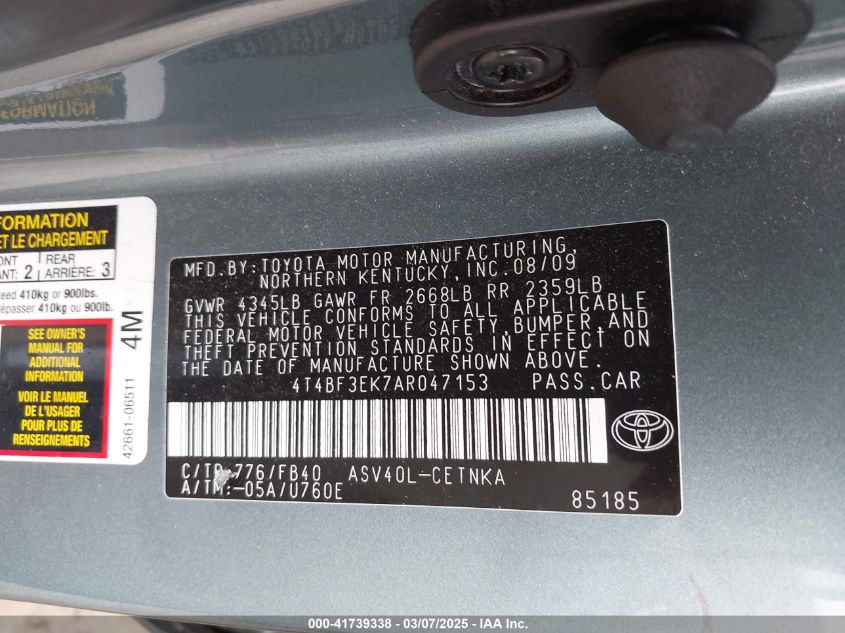 FORMATION
ET LE CHARGEMENT
2
REAR
ARRIÈRE: 3
410kg or 900lbs.
dépasser 410kg ou 900lb.
SEE OWNER'S
MANUAL FOR
ADDITIONAL
INFORMATION
VOIR LE MANUEL
DE L'USAGER
POUR PLUS DE
RENSEIGNEMENTS
4M
42661-06511
MFD.BY:TOYOTA MOTOR MANUFACTURING,
NORTHERN KENTUCKY,INC.08/09
GVWR 4345LB GAWR FR 2668LB RR 2359LB
THIS VEHICLE CONFORMS TO ALL APPLICABLE
FEDERAL MOTOR VEHICLE SAFETY,BUMPER,AND
THEFT PREVENTION STANDARDS IN EFFECT ON
THE DATE OF MANUFACTURE SHOWN ABOVE.
4T4BF3EK7AR047153 PASS.CAR
C/TR:776/FB40 ASV40L-CETNKA
A/TM:-05A/U760E
85185
000-41739338 - 03/07/2025 - IAA Inc.